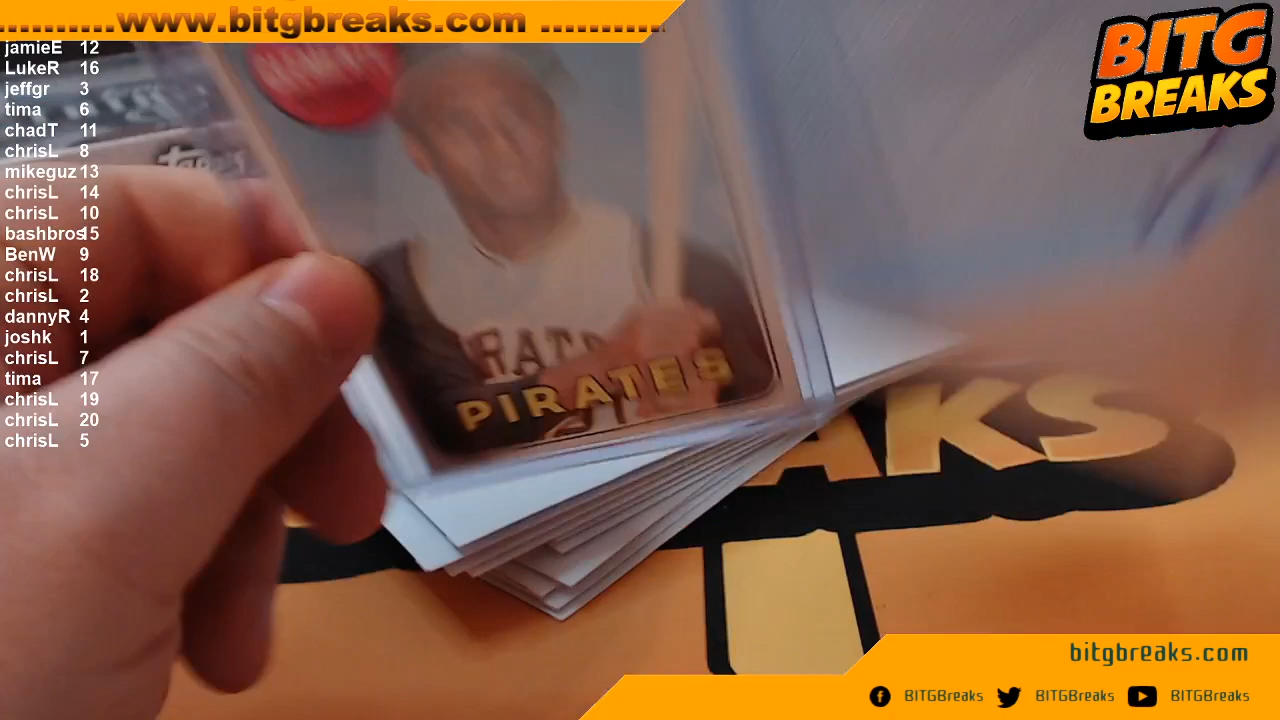 www.bitgbreaks.com
BITG
BREAKS
jamieE 12
LukeR 16
jeffgr 3
tima 6
chadT 11
chrisL 8
mikeguz 13
chrisL 14
chrisL 10
bashbros 15
BenW 9
chrisL 18
chrisL 2
dannyR 4
joshk 1
chrisL 7
tima 17
chrisL 19
chrisL 20
chrisL 5
PIRATES
bitgbreaks.com
BITGBreaks BITGBreaks BITGBreaks